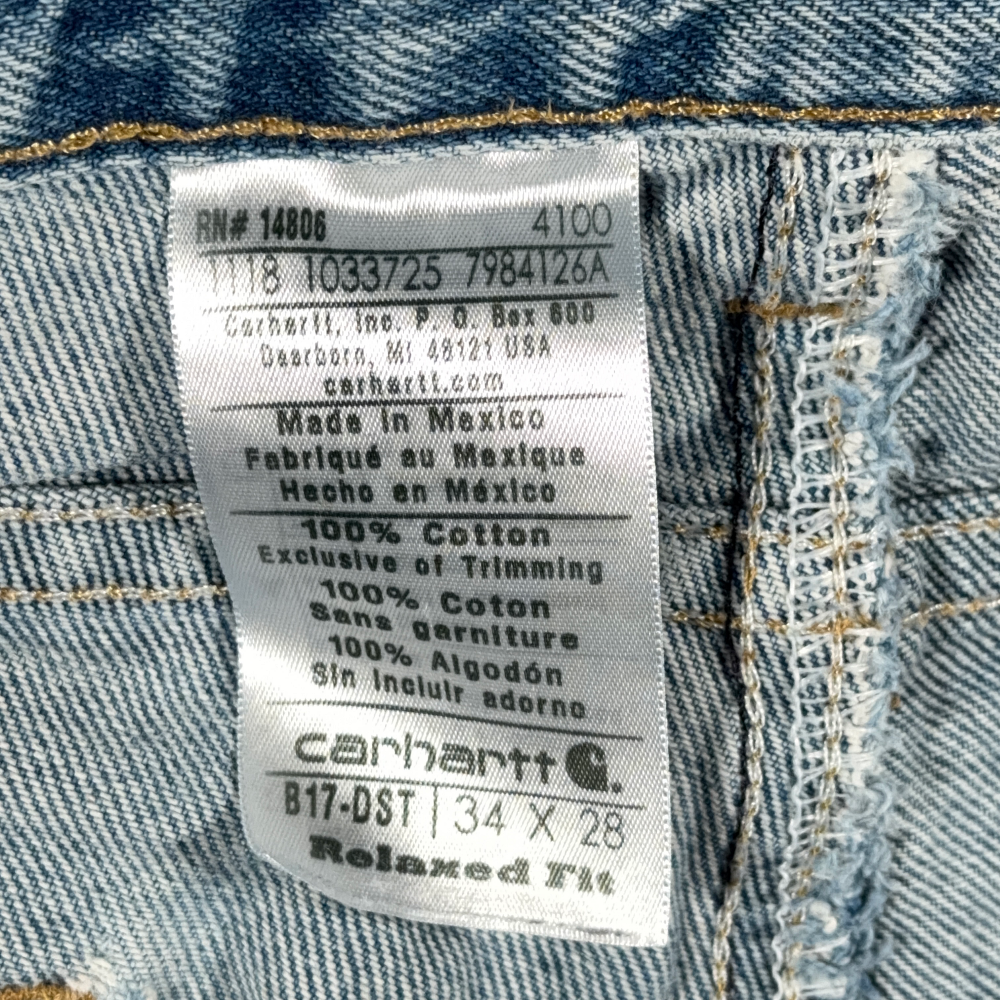 RN# 14806 4100
1118 1033725 7984126A
Carhartt, Inc. P. O. Box 600
Dearborn, MI 48121 USA
carhartt.com
Made in Mexico
Fabriqué au Mexique
Hecho en México
100% Cotton
Exclusive of Trimming
100% Coton
Sans garniture
100% Algodón
Sin incluir adorno
carhartt
B17-DST | 34 X 28
Relaxed Fit